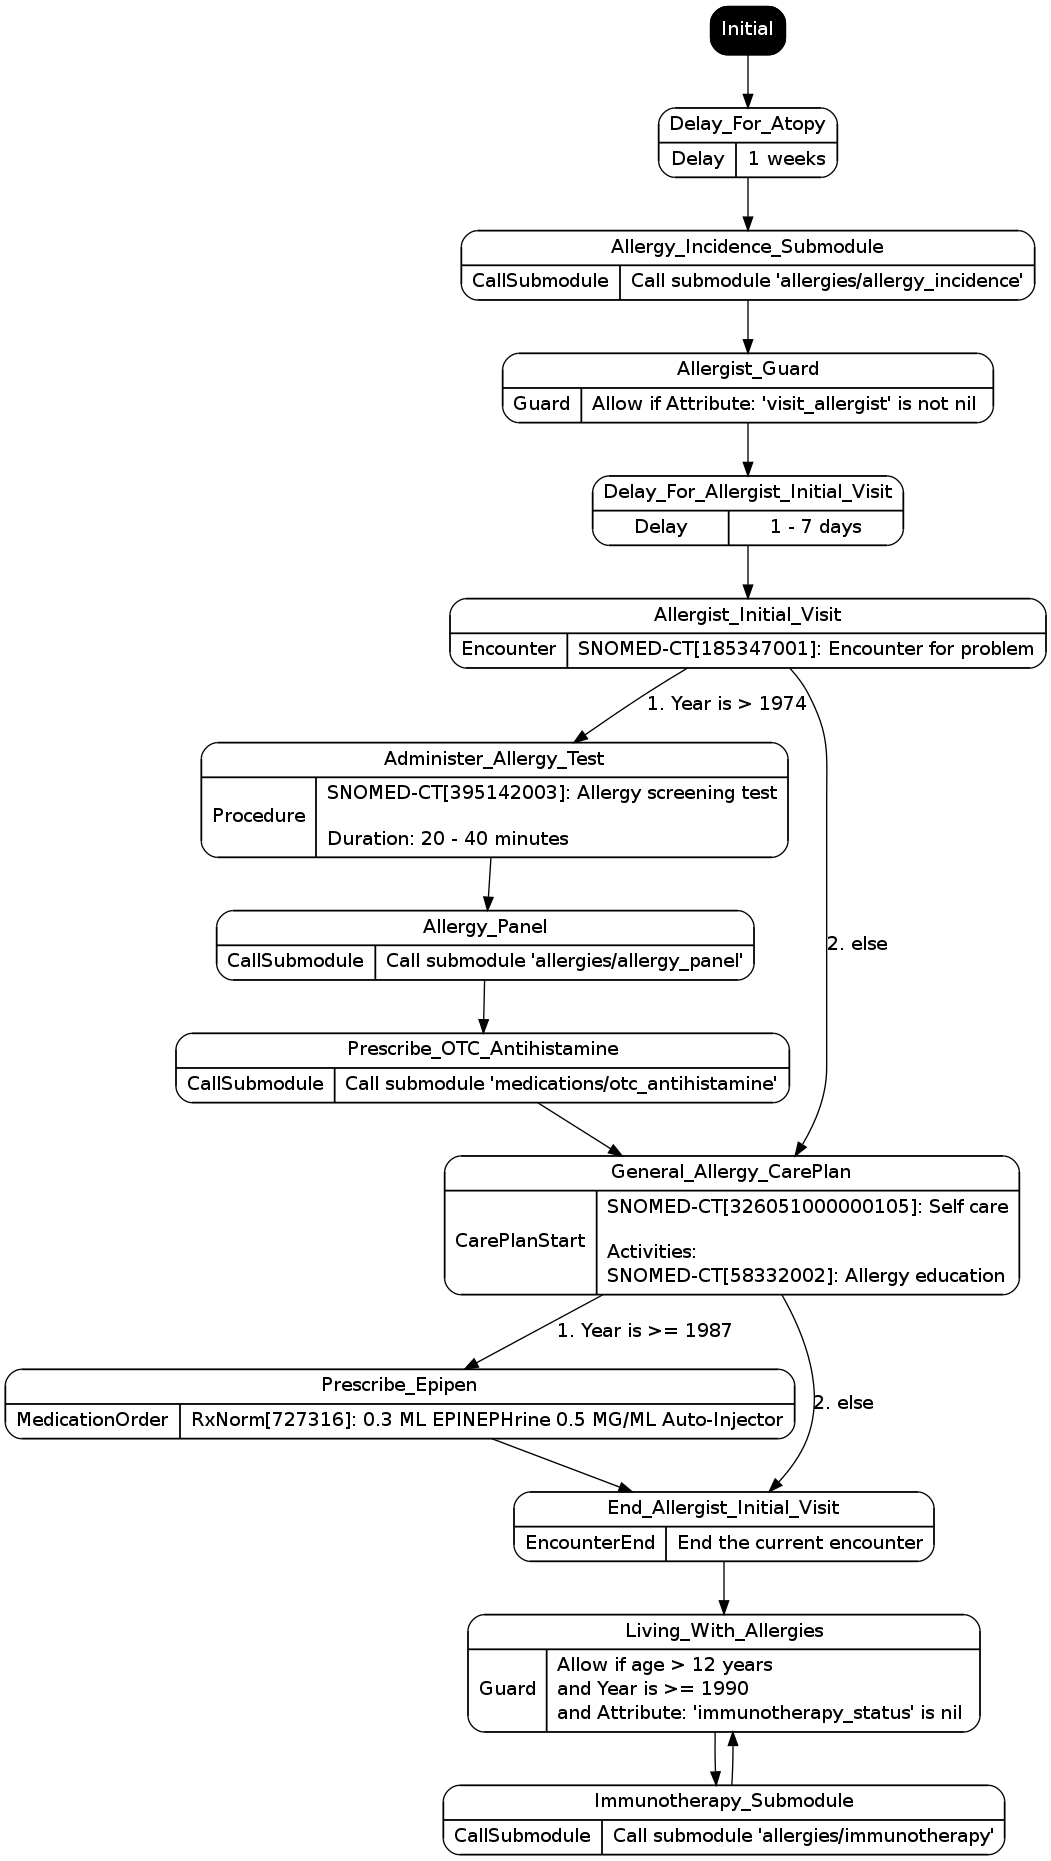 Initial
Delay_For_Atopy
Delay
1 weeks
Allergy_Incidence_Submodule
CallSubmodule
Call submodule 'allergies/allergy_incidence'
Allergist_Guard
Guard
Allow if Attribute: 'visit_allergist' is not nil
Delay_For_Allergist_Initial_Visit
Delay
1 - 7 days
Allergist_Initial_Visit
Encounter
SNOMED-CT[185347001]: Encounter for problem
1. Year is > 1974
Administer_Allergy_Test
Procedure
SNOMED-CT[395142003]: Allergy screening test
Duration: 20 - 40 minutes
Allergy_Panel
CallSubmodule
Call submodule 'allergies/allergy_panel'
2. else
Prescribe_OTC_Antihistamine
CallSubmodule
Call submodule 'medications/otc_antihistamine'
General_Allergy_CarePlan
CarePlanStart
SNOMED-CT[326051000000105]: Self care
Activities:
SNOMED-CT[58332002]: Allergy education
1. Year is >= 1987
Prescribe_Epipen
MedicationOrder
RxNorm[727316]: 0.3 ML EPINEPHrine 0.5 MG/ML Auto-Injector
2. else
End_Allergist_Initial_Visit
EncounterEnd
End the current encounter
Living_With_Allergies
Guard
Allow if age > 12 years
and Year is >= 1990
and Attribute: 'immunotherapy_status' is nil
Immunotherapy_Submodule
CallSubmodule
Call submodule 'allergies/immunotherapy'